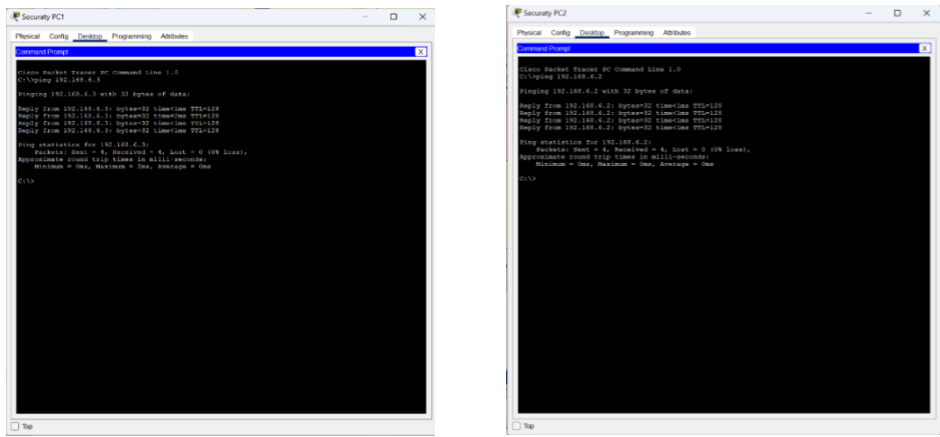 Securaty PC1
Physical Config Desktop Programming Attributes
Command Prompt X
Cisco Packet Tracer PC Command Line 1.0
C:\>ping 192.168.6.3
Pinging 192.168.6.3 with 32 bytes of data:
Reply from 192.168.6.3: bytes=32 time<1ms TTL=128
Reply from 192.168.6.3: bytes=32 time=2ms TTL=128
Reply from 192.168.6.3: bytes=32 time<1ms TTL=128
Reply from 192.168.6.3: bytes=32 time<1ms TTL=128
Ping statistics for 192.168.6.3:
Packets: Sent = 4, Received = 4, Lost = 0 (0% loss),
Approximate round trip times in milli-seconds:
Minimum = 0ms, Maximum = 2ms, Average = 0ms
C:\>
Top
Securaty PC2
Physical Config Desktop Programming Attributes
Command Prompt X
Cisco Packet Tracer PC Command Line 1.0
C:\>ping 192.168.6.2
Pinging 192.168.6.2 with 32 bytes of data:
Reply from 192.168.6.2: bytes=32 time<1ms TTL=128
Reply from 192.168.6.2: bytes=32 time<1ms TTL=128
Reply from 192.168.6.2: bytes=32 time<1ms TTL=128
Reply from 192.168.6.2: bytes=32 time<1ms TTL=128
Ping statistics for 192.168.6.2:
Packets: Sent = 4, Received = 4, Lost = 0 (0% loss),
Approximate round trip times in milli-seconds:
Minimum = 0ms, Maximum = 0ms, Average = 0ms
C:\>
Top